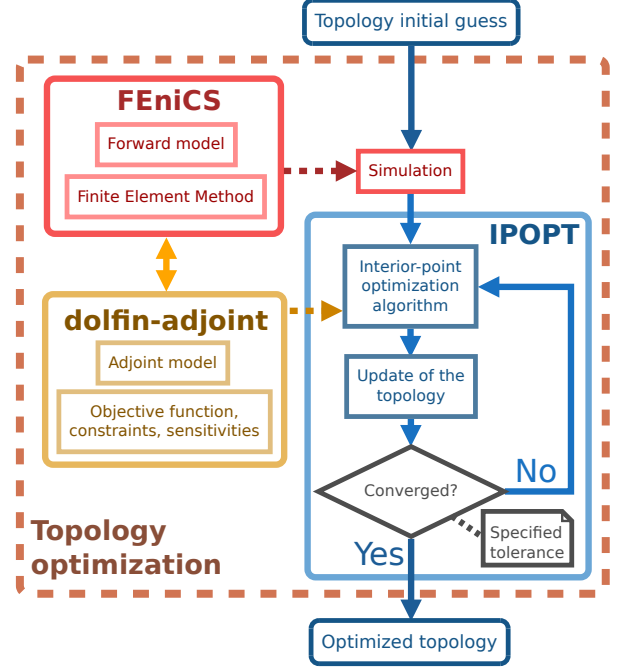 Topology initial guess
FEniCS
Forward model
Finite Element Method
Simulation
IPOPT
Interior-point
optimization
algorithm
dolfin-adjoint
Adjoint model
Objective function,
constraints, sensitivities
Update of the
topology
Converged?
No
Specified
tolerance
Yes
Topology
optimization
Optimized topology